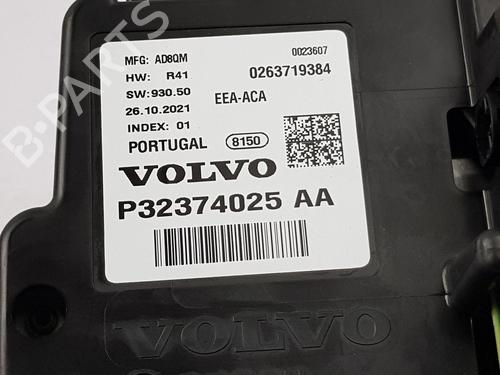 MFG: AD8QM 0023607
HW: R41 0263719384
SW:930.50 EEA-ACA
26.10.2021
INDEX: 01
PORTUGAL 8150
VOLVO
P32374025 AA
VOLVO
B-PARTS